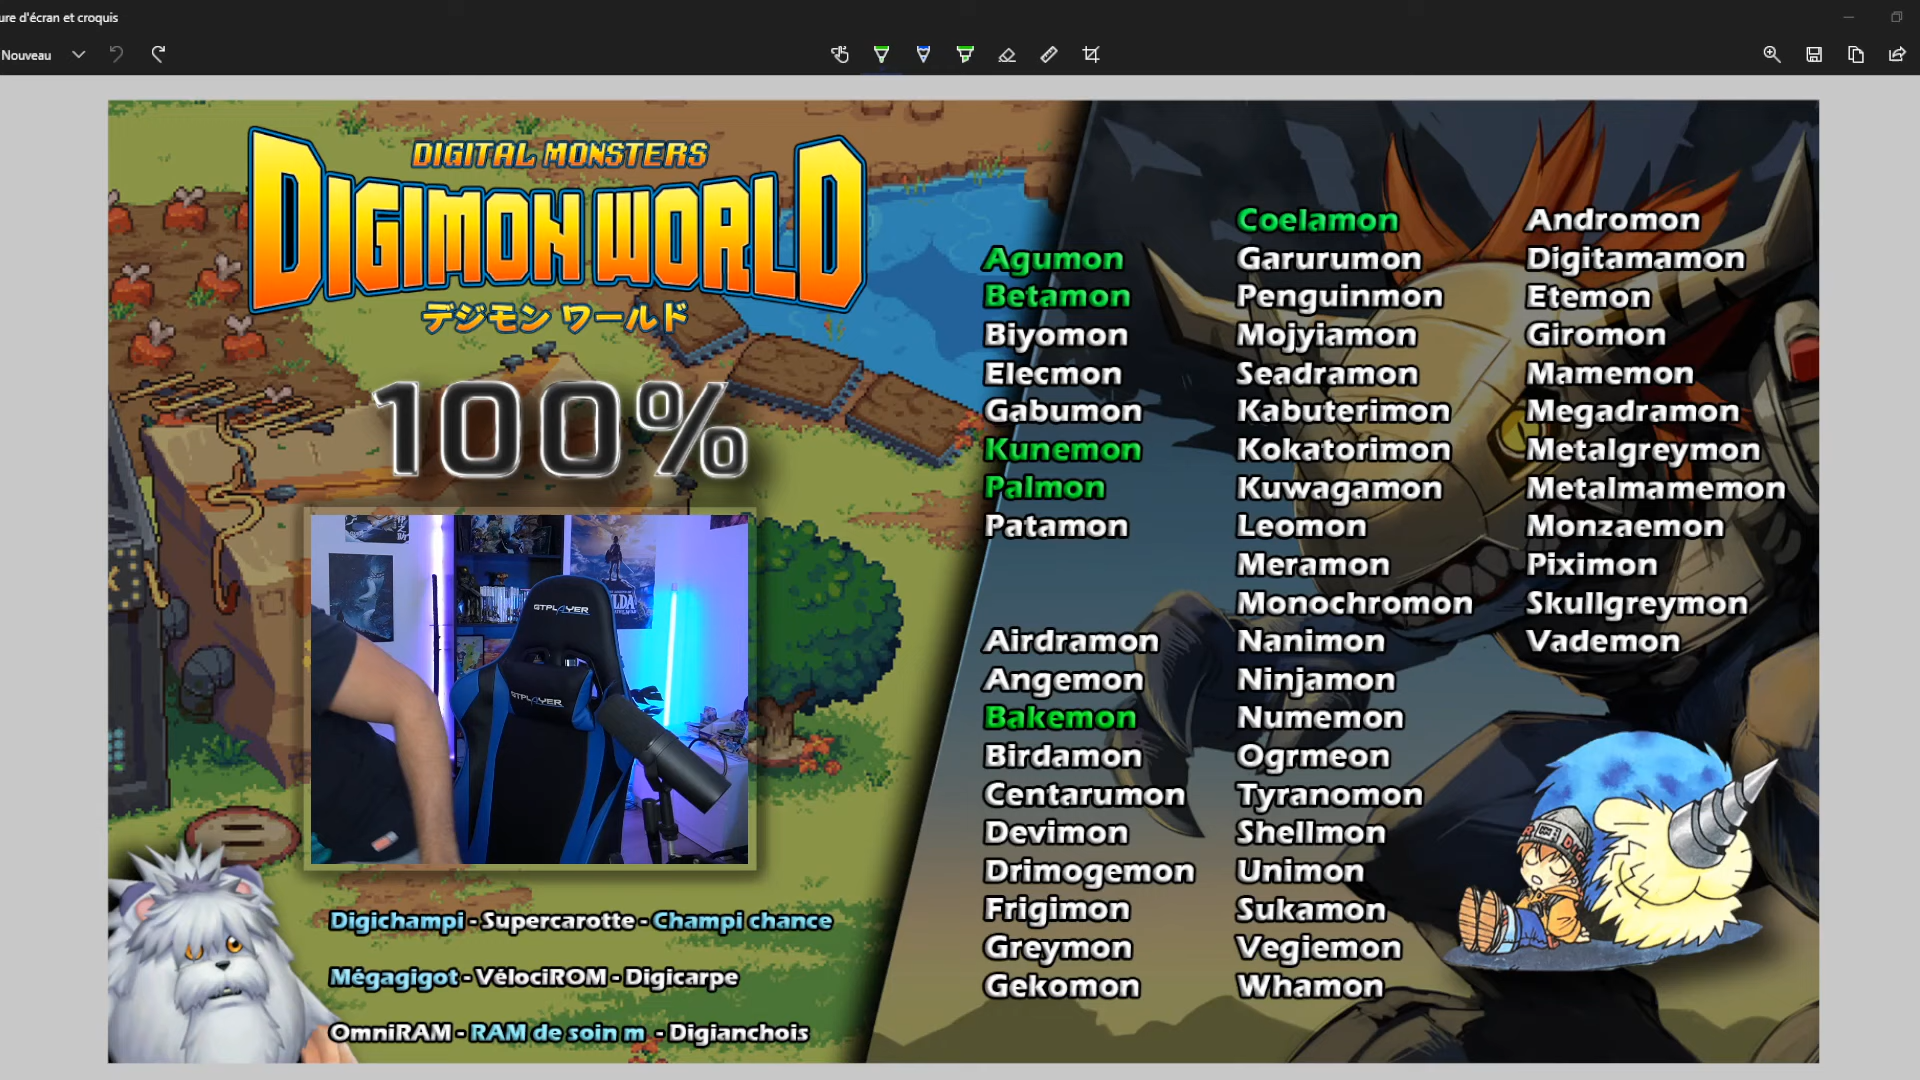 ure d'écran et croquis
Nouveau
DIGITAL MONSTERS
DIGIMON WORLD
デジモン ワールド
100%
GTPLAYER
GTPLAYER
Digichampi - Supercarotte - Champi chance
Mégagigot - VélociROM - Digicarpe
OmniRAM - RAM de soin m - Digianchois
Agumon
Betamon
Biyomon
Elecmon
Gabumon
Kunemon
Palmon
Patamon
Airdramon
Angemon
Bakemon
Birdamon
Centarumon
Devimon
Drimogemon
Frigimon
Greymon
Gekomon
Coelamon
Garurumon
Penguinmon
Mojyiamon
Seadramon
Kabuterimon
Kokatorimon
Kuwagamon
Leomon
Meramon
Monochromon
Nanimon
Ninjamon
Numemon
Ogrmeon
Tyranomon
Shellmon
Unimon
Sukamon
Vegiemon
Whamon
Andromon
Digitamamon
Etemon
Giromon
Mamemon
Megadramon
Metalgreymon
Metalmamemon
Monzaemon
Piximon
Skullgreymon
Vademon